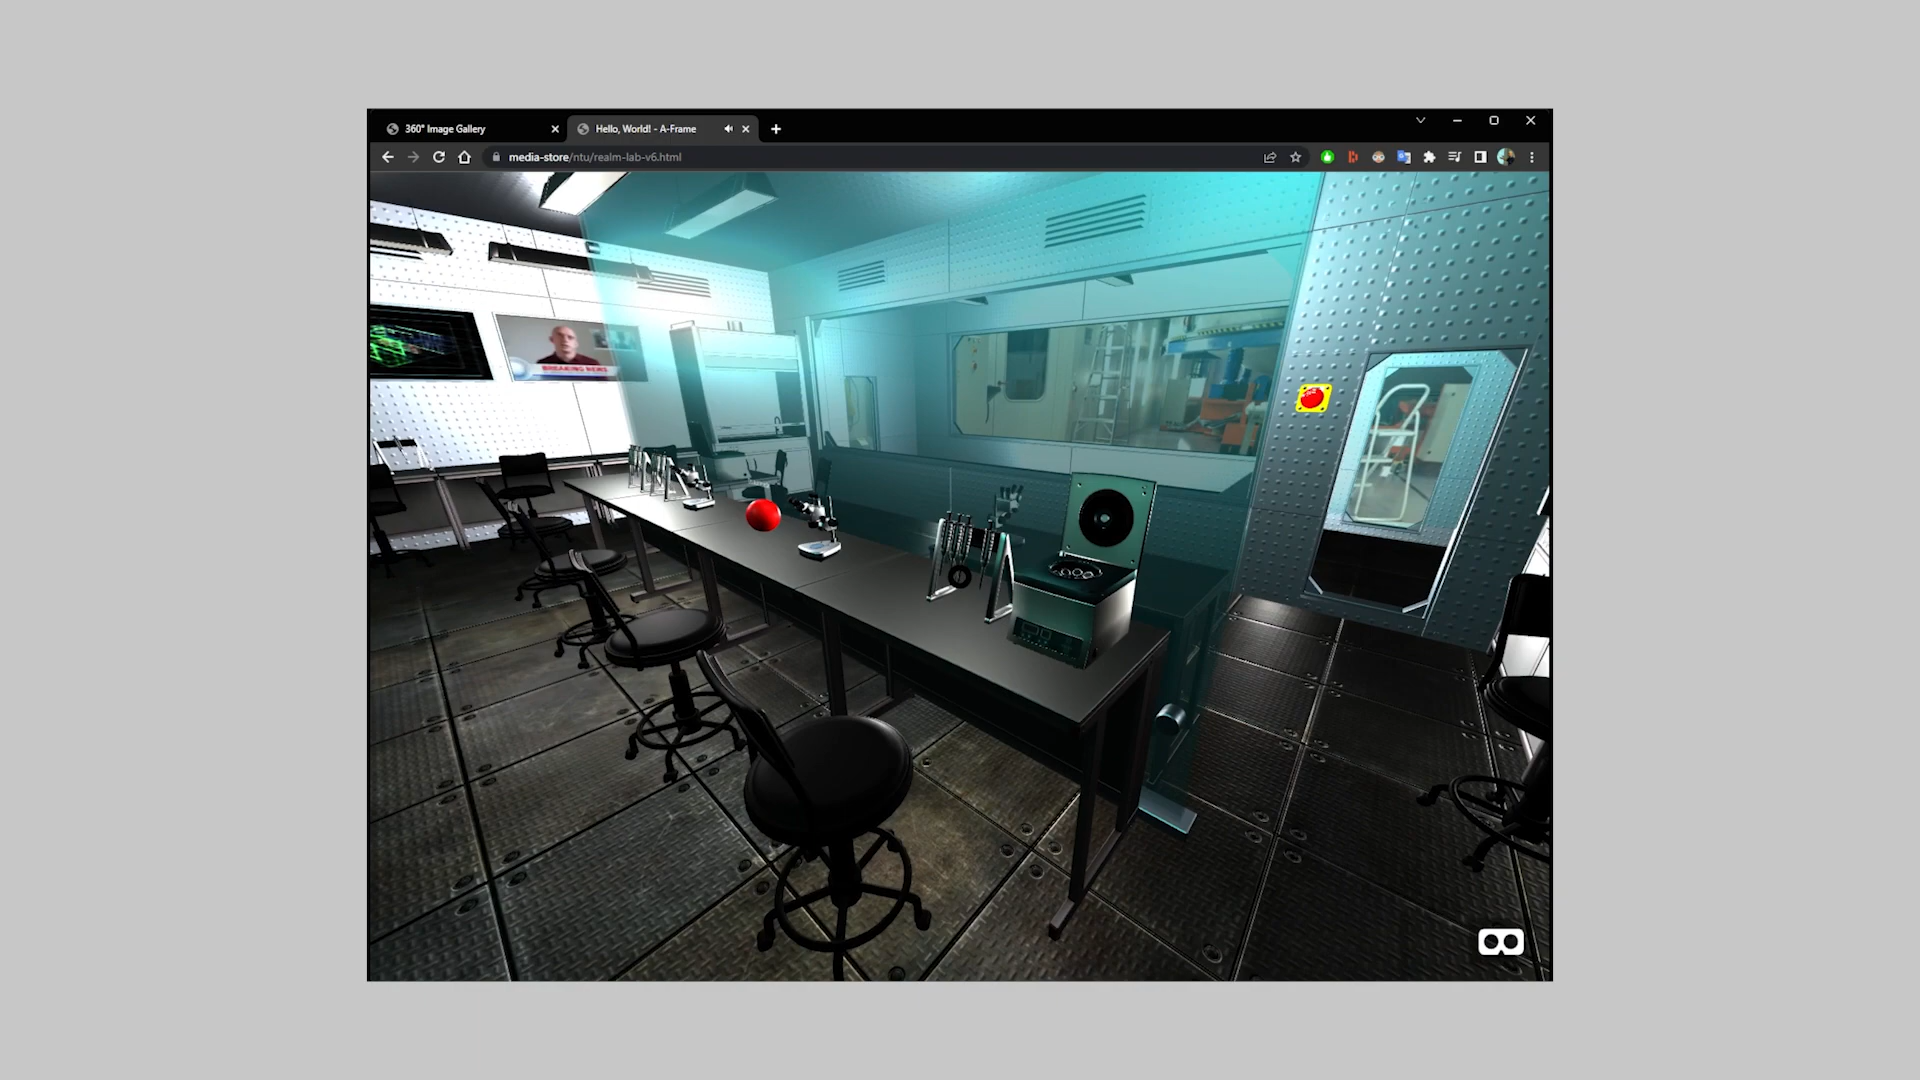 360° Image Gallery
Hello, World! - A-Frame
media-store/ntu/realm-lab-v6.html
BREAKING NEWS